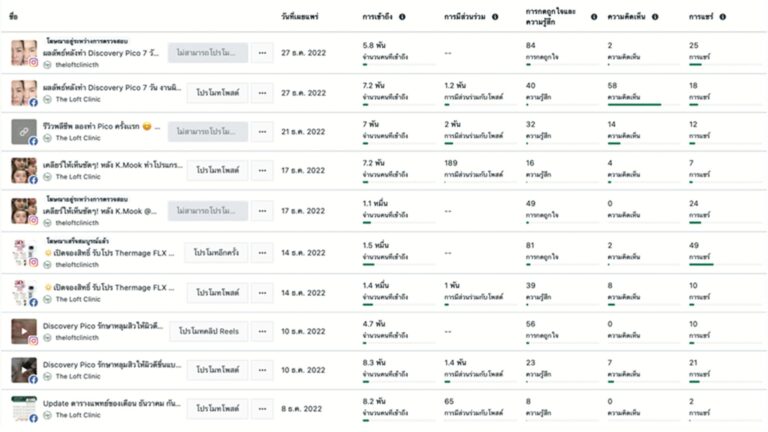 ชื่อ
วันที่เผยแพร่
การเข้าถึง
การมีส่วนร่วม
การกดถูกใจและความรู้สึก
ความคิดเห็น
การแชร์
โฆษณาอยู่ระหว่างการตรวจสอบ
ผลลัพธ์หลังทำ Discovery Pico 7 วั...
theloftclinicth
ไม่สามารถโปรโม...
27 ธ.ค. 2022
5.8 พัน
จำนวนคนที่เข้าถึง
--
84
การกดถูกใจ
2
ความคิดเห็น
25
การแชร์
ผลลัพธ์หลังทำ Discovery Pico 7 วัน งานผิ...
The Loft Clinic
โปรโมทโพสต์
27 ธ.ค. 2022
7.2 พัน
จำนวนคนที่เข้าถึง
1.2 พัน
การมีส่วนร่วมกับโพสต์
40
ความรู้สึก
58
ความคิดเห็น
18
การแชร์
รีวิวพลีชีพ ลองทำ Pico ครั้งแรก 😊 ...
The Loft Clinic
ไม่สามารถโปรโม...
21 ธ.ค. 2022
7 พัน
จำนวนคนที่เข้าถึง
2 พัน
การมีส่วนร่วมกับโพสต์
32
ความรู้สึก
14
ความคิดเห็น
12
การแชร์
เคลียร์ให้เห็นชัดๆ! หลัง K.Mook ทำโปรแกร...
The Loft Clinic
โปรโมทโพสต์
17 ธ.ค. 2022
7.2 พัน
จำนวนคนที่เข้าถึง
189
การมีส่วนร่วมกับโพสต์
16
ความรู้สึก
4
ความคิดเห็น
7
การแชร์
โฆษณาอยู่ระหว่างการตรวจสอบ
เคลียร์ให้เห็นชัดๆ! หลัง K.Mook @...
theloftclinicth
ไม่สามารถโปรโม...
17 ธ.ค. 2022
1.1 หมื่น
จำนวนคนที่เข้าถึง
--
49
การกดถูกใจ
0
ความคิดเห็น
24
การแชร์
โฆษณาเสร็จสมบูรณ์แล้ว
💥เปิดจองสิทธิ์ รับโปร Thermage FLX ...
theloftclinicth
โปรโมทอีกครั้ง
14 ธ.ค. 2022
1.5 หมื่น
จำนวนคนที่เข้าถึง
--
81
การกดถูกใจ
2
ความคิดเห็น
49
การแชร์
💥เปิดจองสิทธิ์ รับโปร Thermage FLX ...
The Loft Clinic
โปรโมทโพสต์
14 ธ.ค. 2022
1.4 หมื่น
จำนวนคนที่เข้าถึง
1 พัน
การมีส่วนร่วมกับโพสต์
39
ความรู้สึก
8
ความคิดเห็น
10
การแชร์
Discovery Pico รักษาหลุมสิวให้ผิวดี...
theloftclinicth
โปรโมทคลิป Reels
10 ธ.ค. 2022
4.7 พัน
จำนวนคนที่เข้าถึง
--
56
การกดถูกใจ
0
ความคิดเห็น
10
การแชร์
Discovery Pico รักษาหลุมสิวให้ผิวดีขึ้นแบ...
The Loft Clinic
โปรโมทโพสต์
10 ธ.ค. 2022
8.3 พัน
จำนวนคนที่เข้าถึง
1.4 พัน
การมีส่วนร่วมกับโพสต์
23
ความรู้สึก
7
ความคิดเห็น
21
การแชร์
Update ตารางแพทย์ของเดือน ธันวาคม กัน...
The Loft Clinic
โปรโมทโพสต์
8 ธ.ค. 2022
8.2 พัน
จำนวนคนที่เข้าถึง
65
การมีส่วนร่วมกับโพสต์
8
ความรู้สึก
0
ความคิดเห็น
2
การแชร์